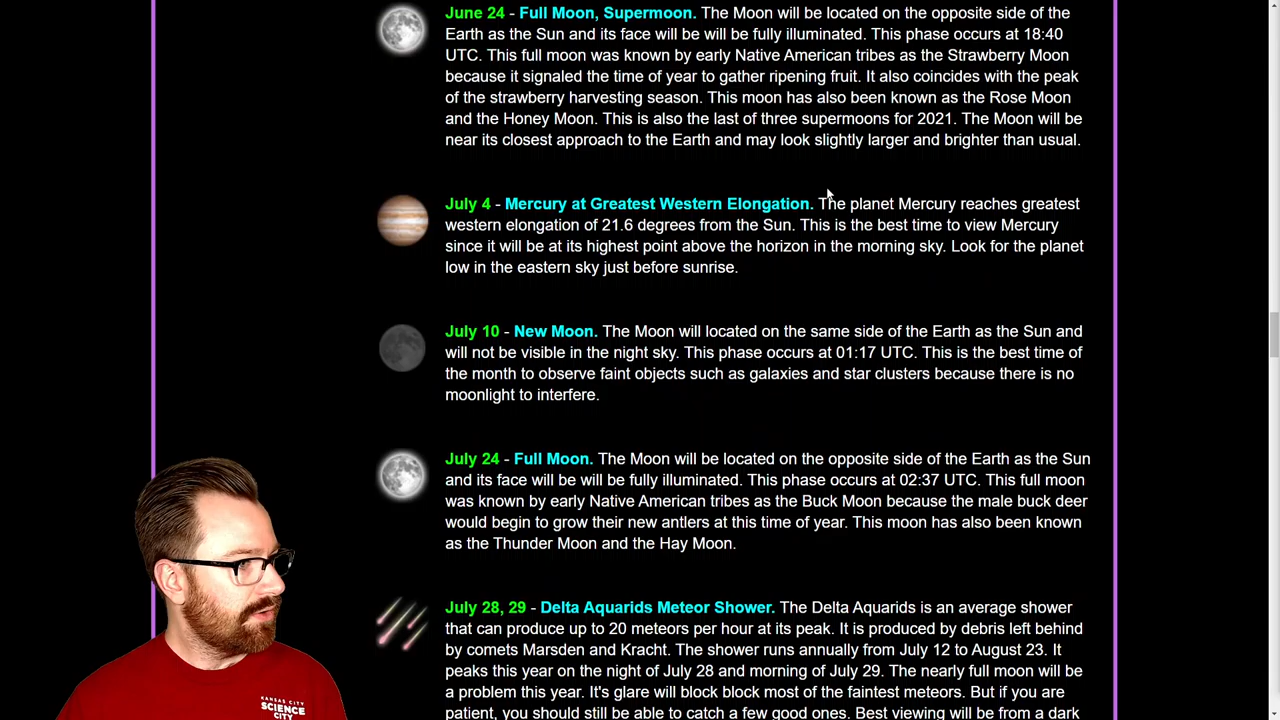 June 24 - Full Moon, Supermoon. The Moon will be located on the opposite side of the
Earth as the Sun and its face will be will be fully illuminated. This phase occurs at 18:40
UTC. This full moon was known by early Native American tribes as the Strawberry Moon
because it signaled the time of year to gather ripening fruit. It also coincides with the peak
of the strawberry harvesting season. This moon has also been known as the Rose Moon
and the Honey Moon. This is also the last of three supermoons for 2021. The Moon will be
near its closest approach to the Earth and may look slightly larger and brighter than usual.
July 4 - Mercury at Greatest Western Elongation. The planet Mercury reaches greatest
western elongation of 21.6 degrees from the Sun. This is the best time to view Mercury
since it will be at its highest point above the horizon in the morning sky. Look for the planet
low in the eastern sky just before sunrise.
July 10 - New Moon. The Moon will located on the same side of the Earth as the Sun and
will not be visible in the night sky. This phase occurs at 01:17 UTC. This is the best time of
the month to observe faint objects such as galaxies and star clusters because there is no
moonlight to interfere.
July 24 - Full Moon. The Moon will be located on the opposite side of the Earth as the Sun
and its face will be will be fully illuminated. This phase occurs at 02:37 UTC. This full moon
was known by early Native American tribes as the Buck Moon because the male buck deer
would begin to grow their new antlers at this time of year. This moon has also been known
as the Thunder Moon and the Hay Moon.
July 28, 29 - Delta Aquarids Meteor Shower. The Delta Aquarids is an average shower
that can produce up to 20 meteors per hour at its peak. It is produced by debris left behind
by comets Marsden and Kracht. The shower runs annually from July 12 to August 23. It
peaks this year on the night of July 28 and morning of July 29. The nearly full moon will be
a problem this year. It's glare will block block most of the faintest meteors. But if you are
patient, you should still be able to catch a few good ones. Best viewing will be from a dark
KANSAS CITY
SCIENCE
CITY